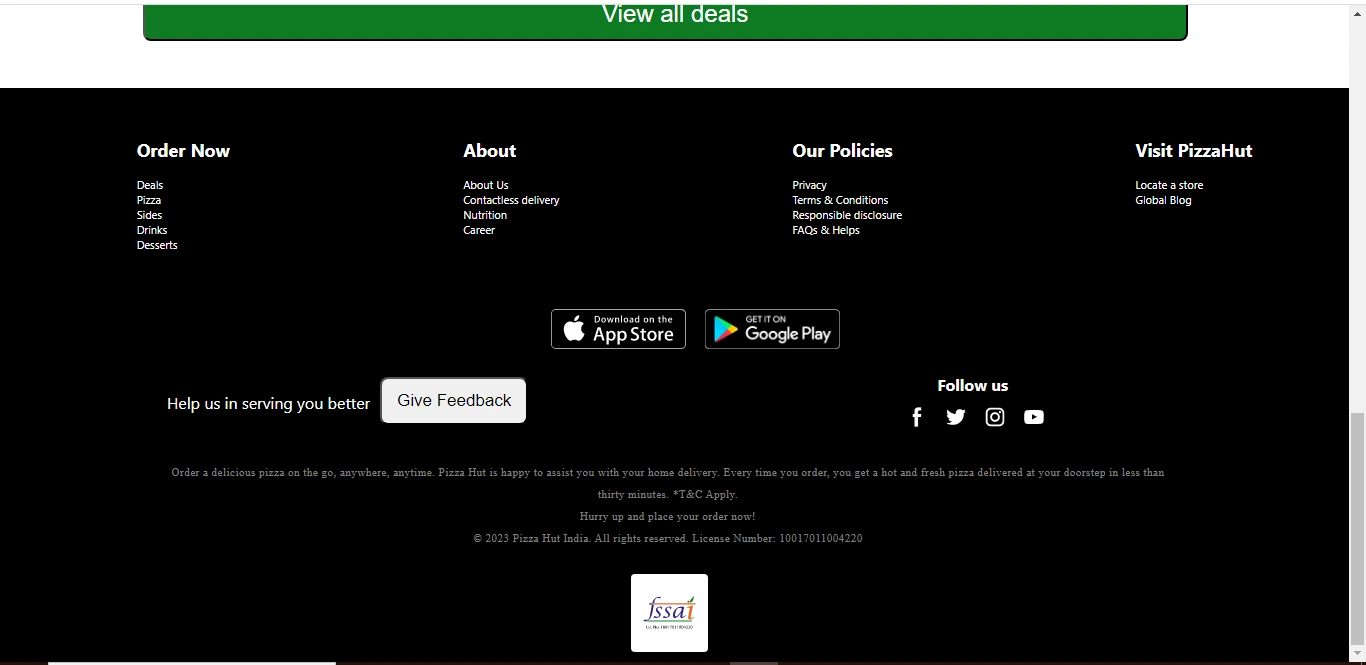 View all deals
Order Now
Deals
Pizza
Sides
Drinks
Desserts
About
About Us
Contactless delivery
Nutrition
Career
Our Policies
Privacy
Terms & Conditions
Responsible disclosure
FAQs & Helps
Visit PizzaHut
Locate a store
Global Blog
Download on the
App Store
GET IT ON
Google Play
Help us in serving you better
Give Feedback
Follow us
Order a delicious pizza on the go, anywhere, anytime. Pizza Hut is happy to assist you with your home delivery. Every time you order, you get a hot and fresh pizza delivered at your doorstep in less than
thirty minutes. *T&C Apply.
Hurry up and place your order now!
© 2023 Pizza Hut India. All rights reserved. License Number: 10017011004220
fssai
Lic.No.10017011004220